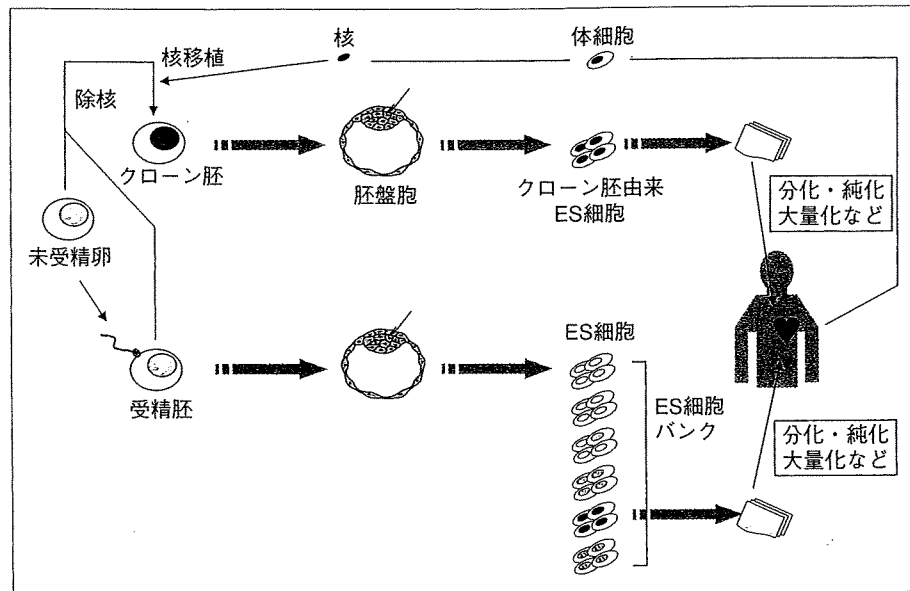 核
体細胞
核移植
除核
クローン胚
胚盤胞
クローン胚由来
ES細胞
分化・純化
大量化など
未受精卵
受精胚
ES細胞
ES細胞
バンク
分化・純化
大量化など